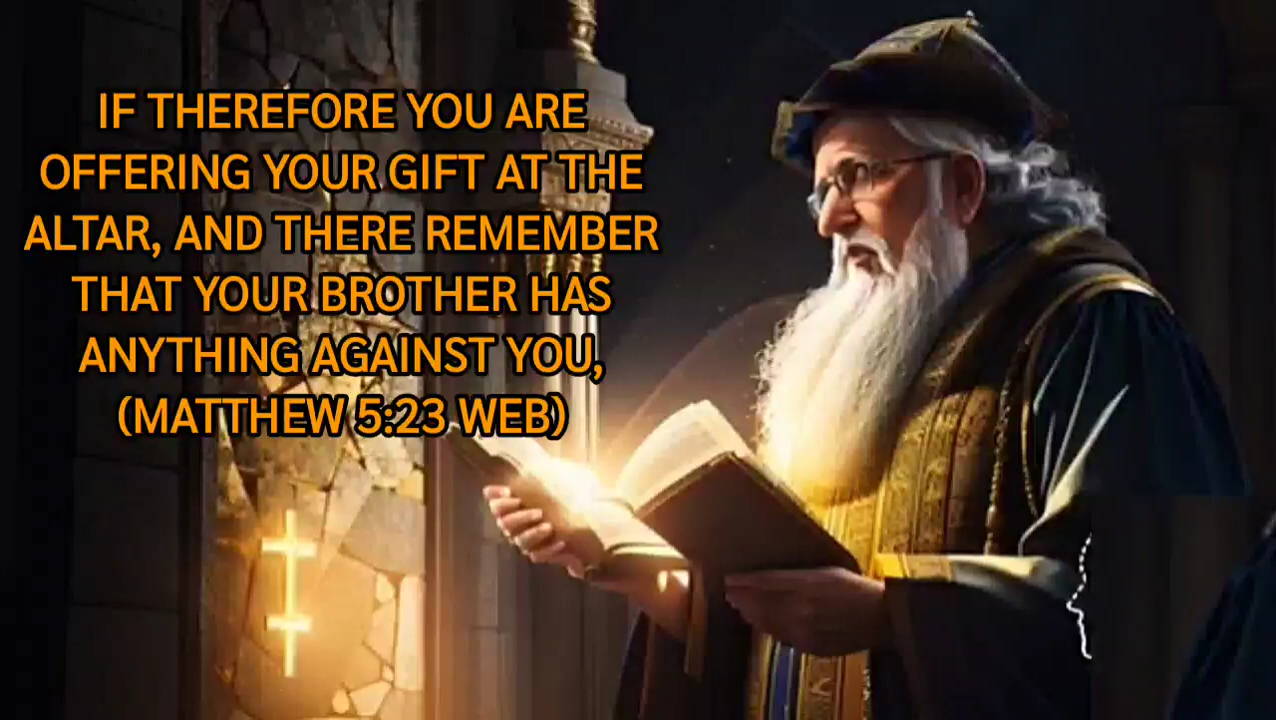 IF THEREFORE YOU ARE
OFFERING YOUR GIFT AT THE
ALTAR, AND THERE REMEMBER
THAT YOUR BROTHER HAS
ANYTHING AGAINST YOU,
(MATTHEW 5:23 WEB)